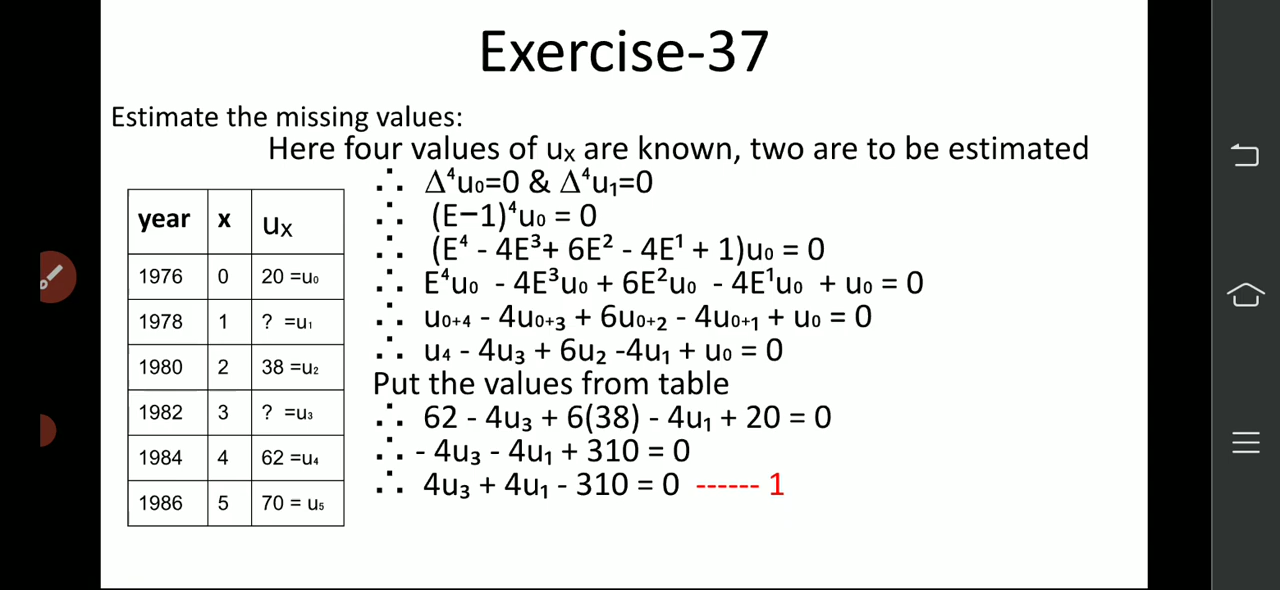 Exercise-37
Estimate the missing values:
Here four values of uₓ are known, two are to be estimated
∴ Δ⁴u₀=0 & Δ⁴u₁=0
∴ (E−1)⁴u₀ = 0
∴ (E⁴ - 4E³+ 6E² - 4E¹ + 1)u₀ = 0
∴ E⁴u₀ - 4E³u₀ + 6E²u₀ - 4E¹u₀ + u₀ = 0
∴ u₀₊₄ - 4u₀₊₃ + 6u₀₊₂ - 4u₀₊₁ + u₀ = 0
∴ u₄ - 4u₃ + 6u₂ -4u₁ + u₀ = 0
Put the values from table
∴ 62 - 4u₃ + 6(38) - 4u₁ + 20 = 0
∴ - 4u₃ - 4u₁ + 310 = 0
∴ 4u₃ + 4u₁ - 310 = 0 ------ 1
year x uₓ
1976 0 20 =u₀
1978 1 ? =u₁
1980 2 38 =u₂
1982 3 ? =u₃
1984 4 62 =u₄
1986 5 70 = u₅